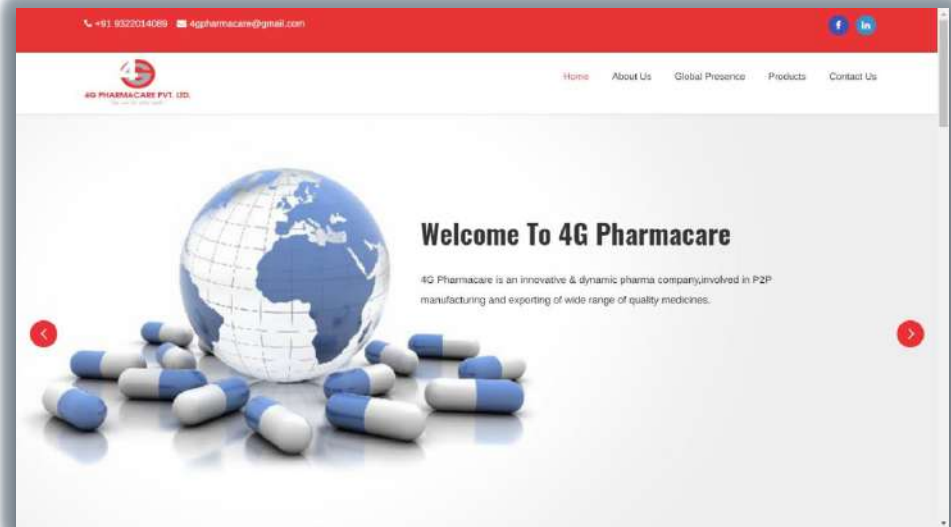 +91 9322014089 4gpharmacare@gmail.com
f in
4G
4G PHARMACARE PVT. LTD.
Home About Us Global Presence Products Contact Us
Welcome To 4G Pharmacare
4G Pharmacare is an innovative & dynamic pharma company,involved in P2P
manufacturing and exporting of wide range of quality medicines.